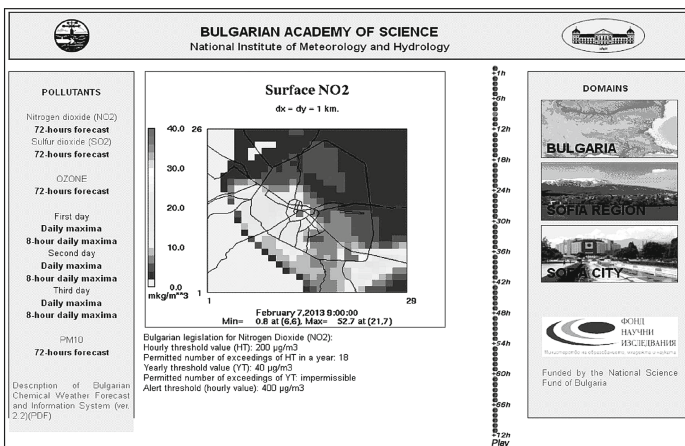 BULGARIAN ACADEMY OF SCIENCE
National Institute of Meteorology and Hydrology
POLLUTANTS
Nitrogen dioxide (NO2)
72-hours forecast
Sulfur dioxide (SO2)
72-hours forecast
OZONE
72-hours forecast
First day
Daily maxima
8-hour daily maxima
Second day
Daily maxima
8-hour daily maxima
Third day
Daily maxima
8-hour daily maxima
PM10
72-hours forecast
Description of Bulgarian
Chemical Weather Forecast
and Information System (ver.
2.2)(PDF)
Surface NO2
dx = dy = 1 km.
40.0
30.0
20.0
10.0
0.0
mkg/m**3
26
1
1
29
February 7,2013 9:00:00
Min= 0.8 at (6,6), Max= 52.7 at (21,7)
Bulgarian legislation for Nitrogen Dioxide (NO2):
Hourly threshold value (HT): 200 µg/m3
Permitted number of exceedings of HT in a year: 18
Yearly threshold value (YT): 40 µg/m3
Permitted number of exceedings of YT: impermissible
Alert threshold (hourly value): 400 µg/m3
+1h
+6h
+12h
+18h
+24h
+30h
+36h
+42h
+48h
+54h
+60h
+66h
+72h
Play
DOMAINS
BULGARIA
SOFIA REGION
SOFIA CITY
ФОНД
НАУЧНИ
ИЗСЛЕДВАНИЯ
Funded by the National Science
Fund of Bulgaria